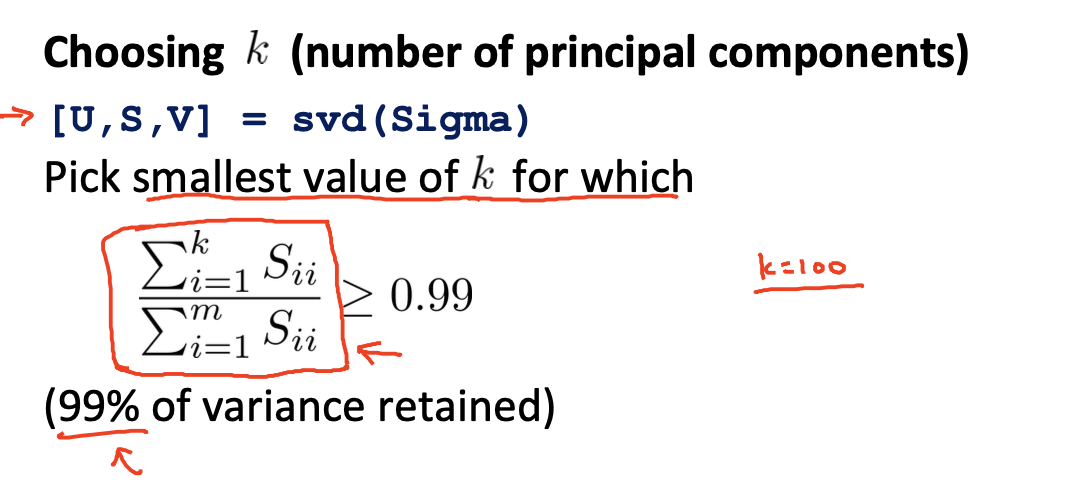 Choosing k (number of principal components)
→ [U,S,V] = svd(Sigma)
Pick smallest value of k for which
\frac{\sum_{i=1}^{k} S_{ii}}{\sum_{i=1}^{m} S_{ii}} ≥ 0.99
k=100
(99% of variance retained)